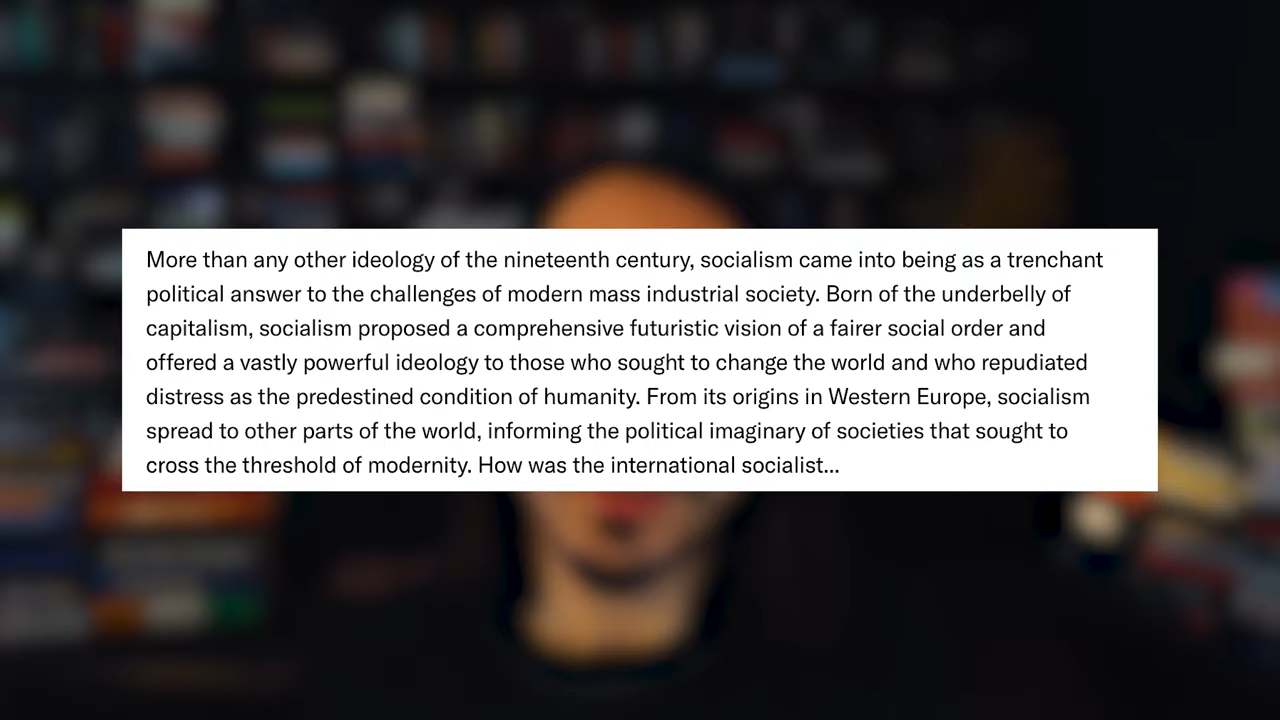 More than any other ideology of the nineteenth century, socialism came into being as a trenchant
political answer to the challenges of modern mass industrial society. Born of the underbelly of
capitalism, socialism proposed a comprehensive futuristic vision of a fairer social order and
offered a vastly powerful ideology to those who sought to change the world and who repudiated
distress as the predestined condition of humanity. From its origins in Western Europe, socialism
spread to other parts of the world, informing the political imaginary of societies that sought to
cross the threshold of modernity. How was the international socialist...